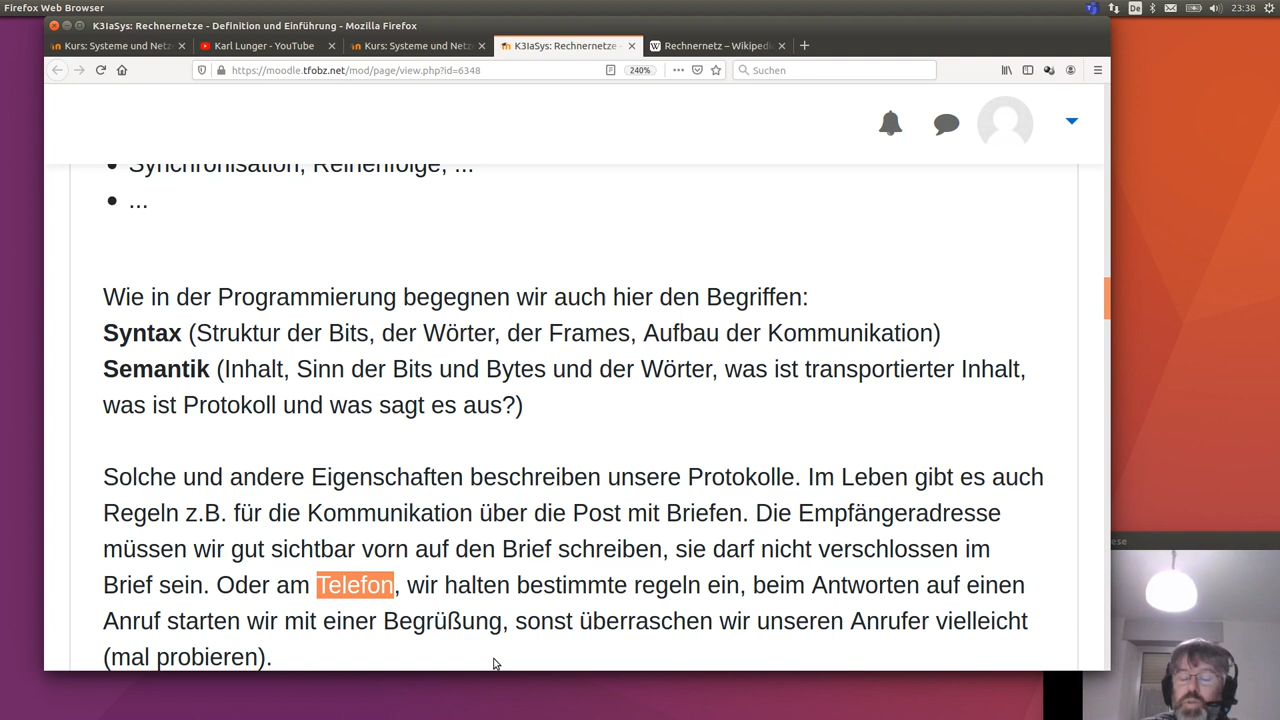 Firefox Web Browser
De
23:38
K3IaSys: Rechnernetze - Definition und Einführung - Mozilla Firefox
Kurs: Systeme und Netz
Karl Lunger - YouTube
Kurs: Systeme und Netz
K3IaSys: Rechnernetze -
Rechnernetz – Wikiped
https://moodle.tfobz.net/mod/page/view.php?id=6348
240%
Suchen
Synchronisation, Reihenfolge, ...
...
Wie in der Programmierung begegnen wir auch hier den Begriffen:
Syntax (Struktur der Bits, der Wörter, der Frames, Aufbau der Kommunikation)
Semantik (Inhalt, Sinn der Bits und Bytes und der Wörter, was ist transportierter Inhalt,
was ist Protokoll und was sagt es aus?)
Solche und andere Eigenschaften beschreiben unsere Protokolle. Im Leben gibt es auch
Regeln z.B. für die Kommunikation über die Post mit Briefen. Die Empfängeradresse
müssen wir gut sichtbar vorn auf den Brief schreiben, sie darf nicht verschlossen im
Brief sein. Oder am Telefon, wir halten bestimmte regeln ein, beim Antworten auf einen
Anruf starten wir mit einer Begrüßung, sonst überraschen wir unseren Anrufer vielleicht
(mal probieren).